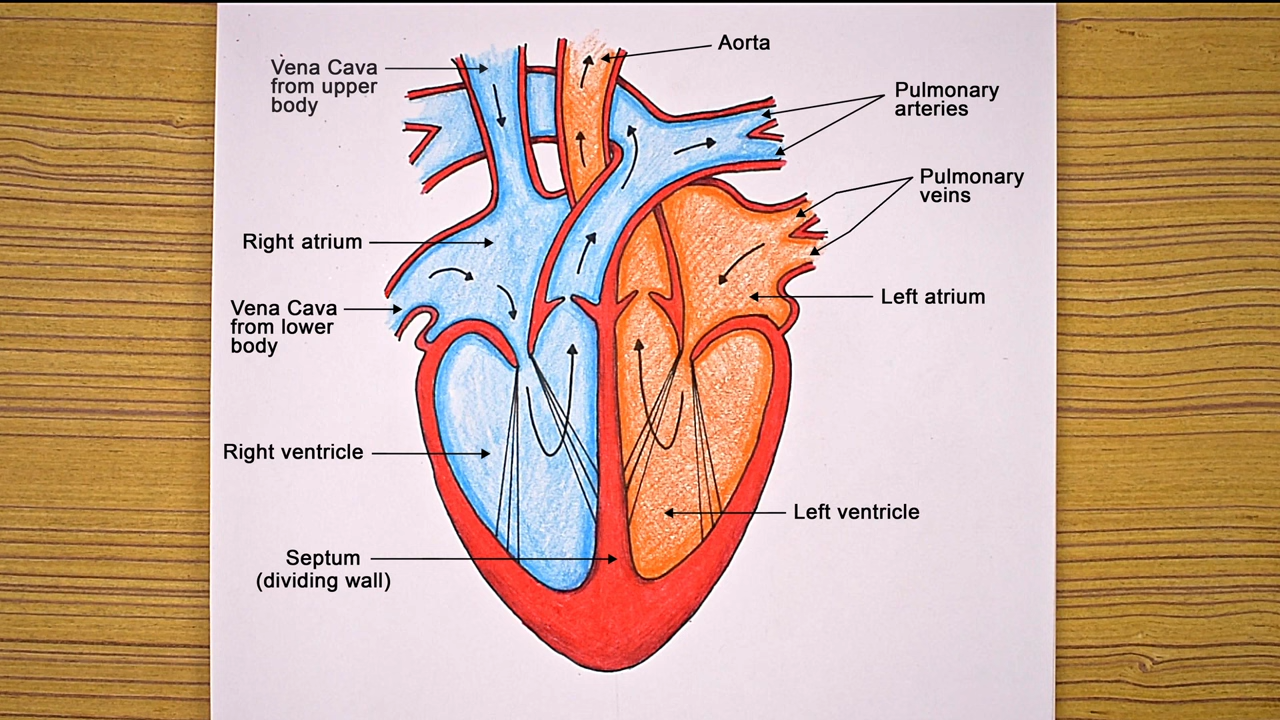 Aorta
Vena Cava
from upper
body
Pulmonary
arteries
Pulmonary
veins
Right atrium
Left atrium
Vena Cava
from lower
body
Right ventricle
Left ventricle
Septum
(dividing wall)